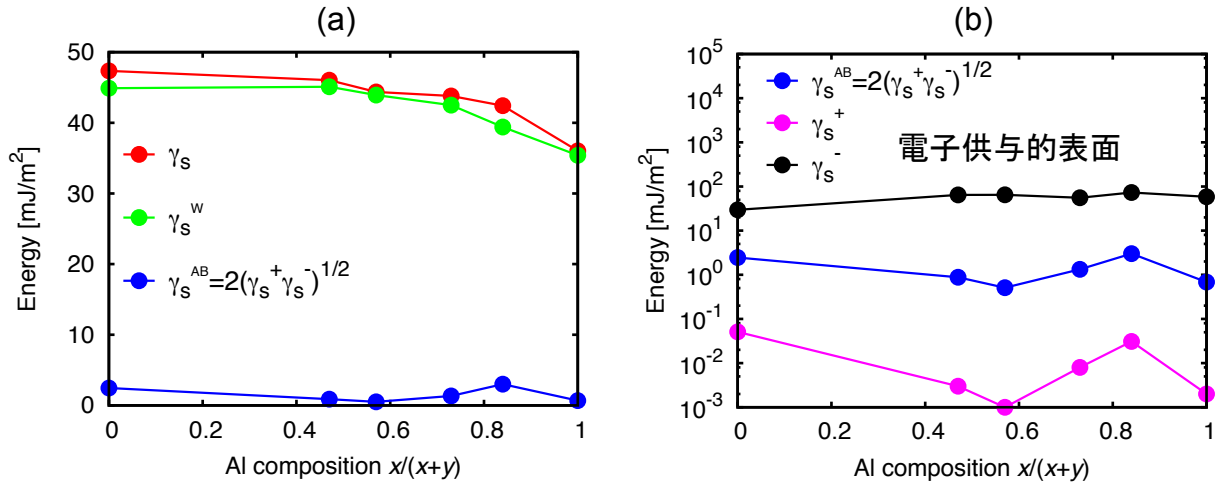 (a)
50
40
30
20
10
0
Energy [mJ/m²]
γₛ
γₛᵂ
γₛᴬᴮ=2(γₛ⁺γₛ⁻)¹/²
0 0.2 0.4 0.6 0.8 1
Al composition x/(x+y)
(b)
10⁵
10⁴
10³
10²
10¹
10⁰
10⁻¹
10⁻²
10⁻³
Energy [mJ/m²]
γₛᴬᴮ=2(γₛ⁺γₛ⁻)¹/²
γₛ⁺
γₛ⁻
電子供与的表面
0 0.2 0.4 0.6 0.8 1
Al composition x/(x+y)